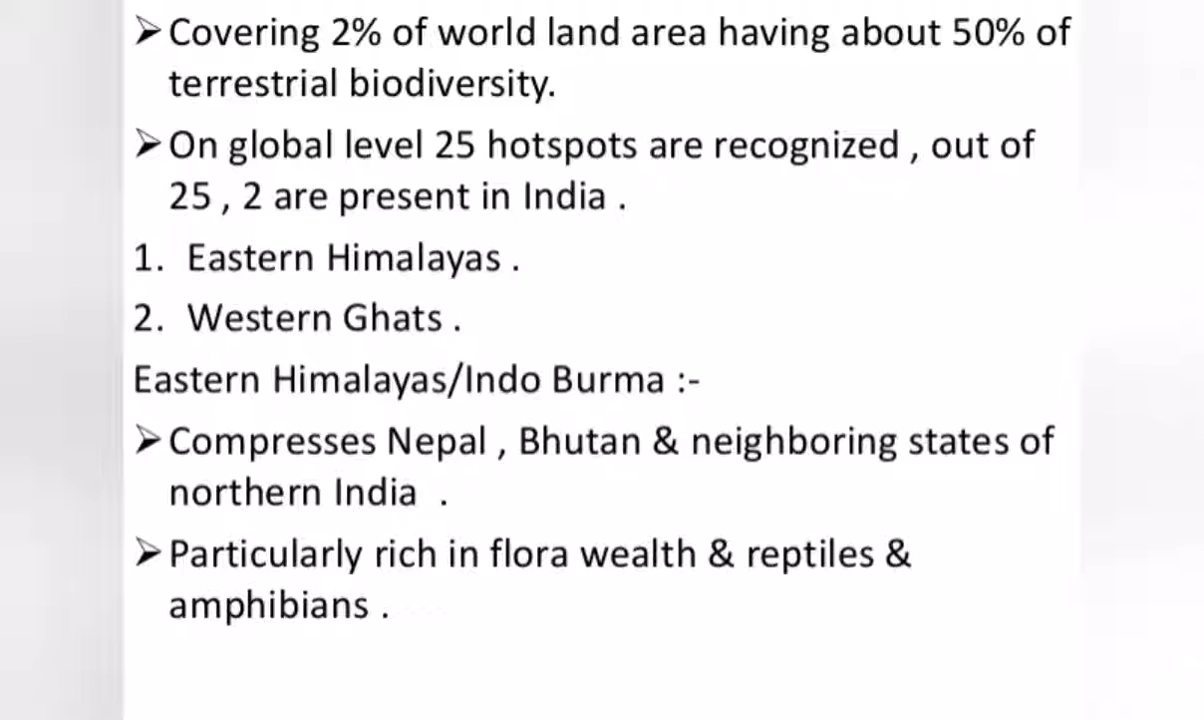 ➢Covering 2% of world land area having about 50% of
terrestrial biodiversity.
➢On global level 25 hotspots are recognized , out of
25 , 2 are present in India .
1. Eastern Himalayas .
2. Western Ghats .
Eastern Himalayas/Indo Burma :-
➢Compresses Nepal , Bhutan & neighboring states of
northern India .
➢Particularly rich in flora wealth & reptiles &
amphibians .